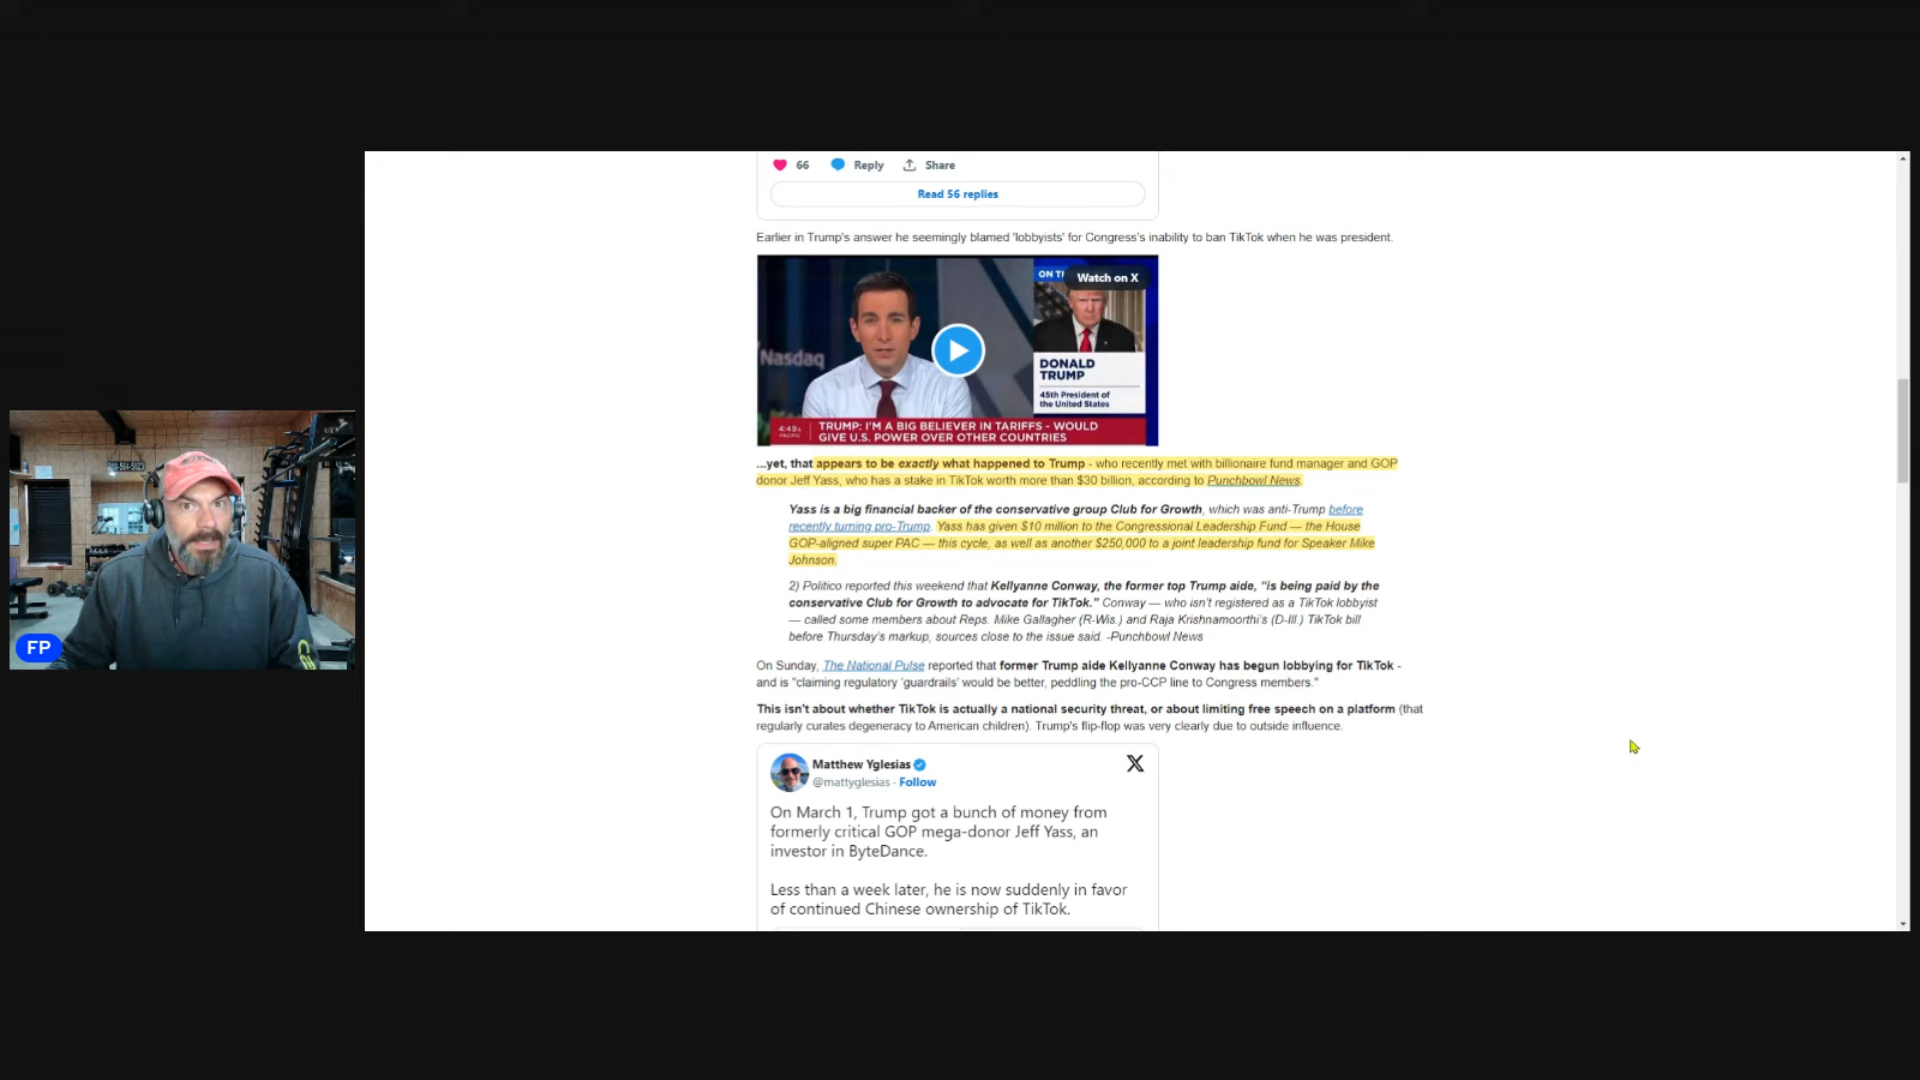 66 Reply Share
Read 56 replies
Earlier in Trump's answer he seemingly blamed 'lobbyists' for Congress's inability to ban TikTok when he was president.
ON
Watch on X
Nasdaq
DONALD
TRUMP
45th President of
the United States
4:49
TRUMP: I'M A BIG BELIEVER IN TARIFFS - WOULD
PACIFIC
GIVE U.S. POWER OVER OTHER COUNTRIES
...yet, that appears to be exactly what happened to Trump - who recently met with billionaire fund manager and GOP
donor Jeff Yass, who has a stake in TikTok worth more than $30 billion, according to Punchbowl News.
Yass is a big financial backer of the conservative group Club for Growth, which was anti-Trump before
recently turning pro-Trump. Yass has given $10 million to the Congressional Leadership Fund — the House
GOP-aligned super PAC — this cycle, as well as another $250,000 to a joint leadership fund for Speaker Mike
Johnson.
2) Politico reported this weekend that Kellyanne Conway, the former top Trump aide, “is being paid by the
conservative Club for Growth to advocate for TikTok.” Conway — who isn’t registered as a TikTok lobbyist
— called some members about Reps. Mike Gallagher (R-Wis.) and Raja Krishnamoorthi’s (D-Ill.) TikTok bill
before Thursday’s markup, sources close to the issue said. -Punchbowl News
On Sunday, The National Pulse reported that former Trump aide Kellyanne Conway has begun lobbying for TikTok -
and is "claiming regulatory ‘guardrails’ would be better, peddling the pro-CCP line to Congress members."
This isn't about whether TikTok is actually a national security threat, or about limiting free speech on a platform (that
regularly curates degeneracy to American children). Trump's flip-flop was very clearly due to outside influence.
Matthew Yglesias
@mattyglesias · Follow
On March 1, Trump got a bunch of money from
formerly critical GOP mega-donor Jeff Yass, an
investor in ByteDance.
Less than a week later, he is now suddenly in favor
of continued Chinese ownership of TikTok.
FP